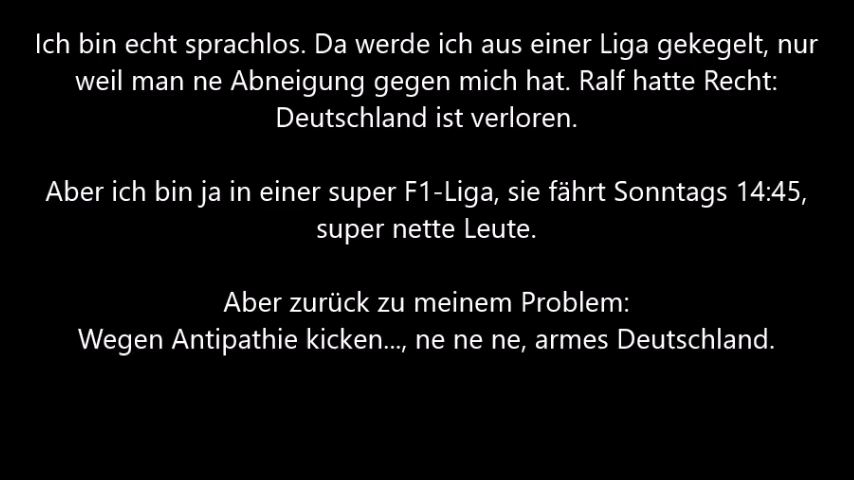 Ich bin echt sprachlos. Da werde ich aus einer Liga gekegelt, nur
weil man ne Abneigung gegen mich hat. Ralf hatte Recht:
Deutschland ist verloren.
Aber ich bin ja in einer super F1-Liga, sie fährt Sonntags 14:45,
super nette Leute.
Aber zurück zu meinem Problem:
Wegen Antipathie kicken..., ne ne ne, armes Deutschland.